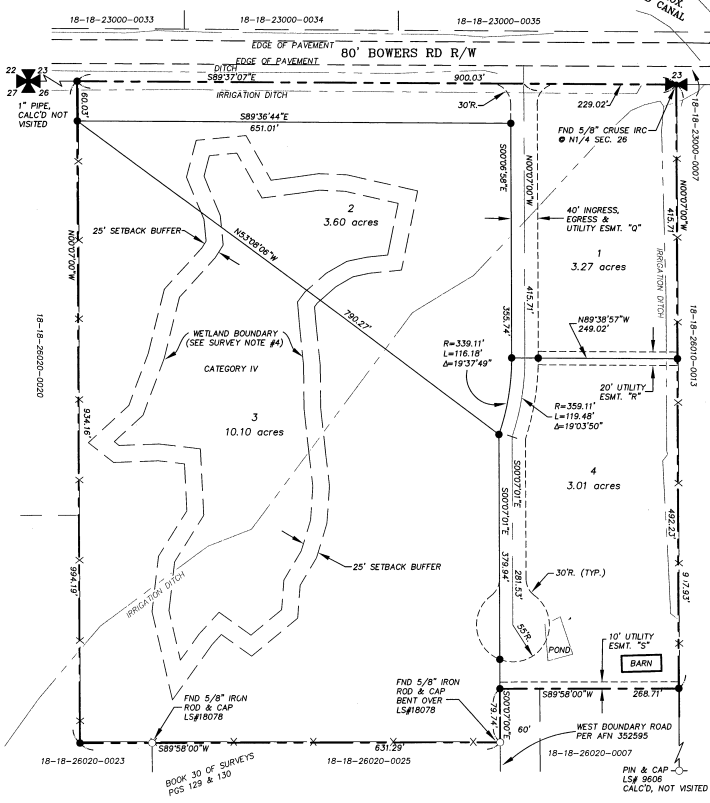 18-18-23000-0033
18-18-23000-0034
18-18-23000-0035
OX.
D CANAL
EDGE OF PAVEMENT
80' BOWERS RD R/W
EDGE OF PAVEMENT
DITCH
22 23
27 26
S89°37'07"E
900.03'
23
1" PIPE,
CALC'D NOT
VISITED
60.03'
IRRIGATION DITCH
30'R.
229.02'
S89°36'44"E
651.01'
FND 5/8" CRUSE IRC
@ N1/4 SEC. 26
18-18-23000-0007
S00°06'58"E
N00°07'00"W
N00°07'00"W
415.71'
2
3.60 acres
25' SETBACK BUFFER
N53°08'06"W
40' INGRESS,
EGRESS &
UTILITY ESMT. "Q"
1
3.27 acres
N00°07'00"W
IRRIGATION DITCH
790.27'
355.74'
415.71'
18-18-26020-0020
18-18-26010-0013
N89°38'57"W
249.02'
WETLAND BOUNDARY
(SEE SURVEY NOTE #4)
R=339.11'
L=116.18'
Δ=19°37'49"
CATEGORY IV
20' UTILITY
ESMT. "R"
R=359.11'
L=119.48'
Δ=19°03'50"
3
10.10 acres
934.16'
4
3.01 acres
S00°07'01"E
S00°07'01"E
492.23'
379.94'
281.53'
25' SETBACK BUFFER
30'R. (TYP.)
994.19'
917.93'
IRRIGATION DITCH
55'R.
POND
10' UTILITY
ESMT. "S"
BARN
FND 5/8" IRON
ROD & CAP
LS#18078
FND 5/8" IRON
ROD & CAP
BENT OVER
LS#18078
S89°58'00"W
268.71'
S00°07'00"E
79.74'
60'
WEST BOUNDARY ROAD
PER AFN 352595
S89°58'00"W
631.29'
18-18-26020-0023
BOOK 30 OF SURVEYS
PGS 129 & 130
18-18-26020-0025
18-18-26020-0007
PIN & CAP
LS# 9606
CALC'D, NOT VISITED